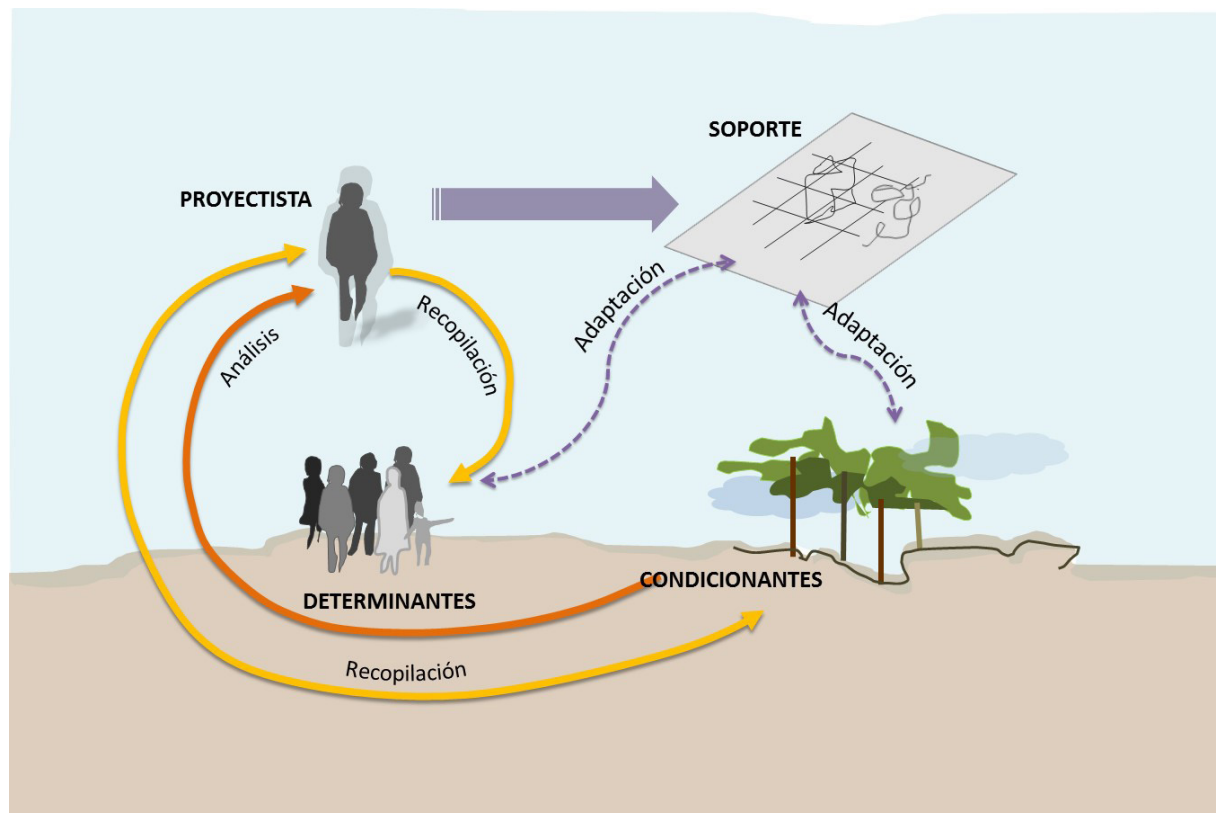 SOPORTE
PROYECTISTA
Adaptación
Recopilación
Análisis
Adaptación
CONDICIONANTES
DETERMINANTES
Recopilación